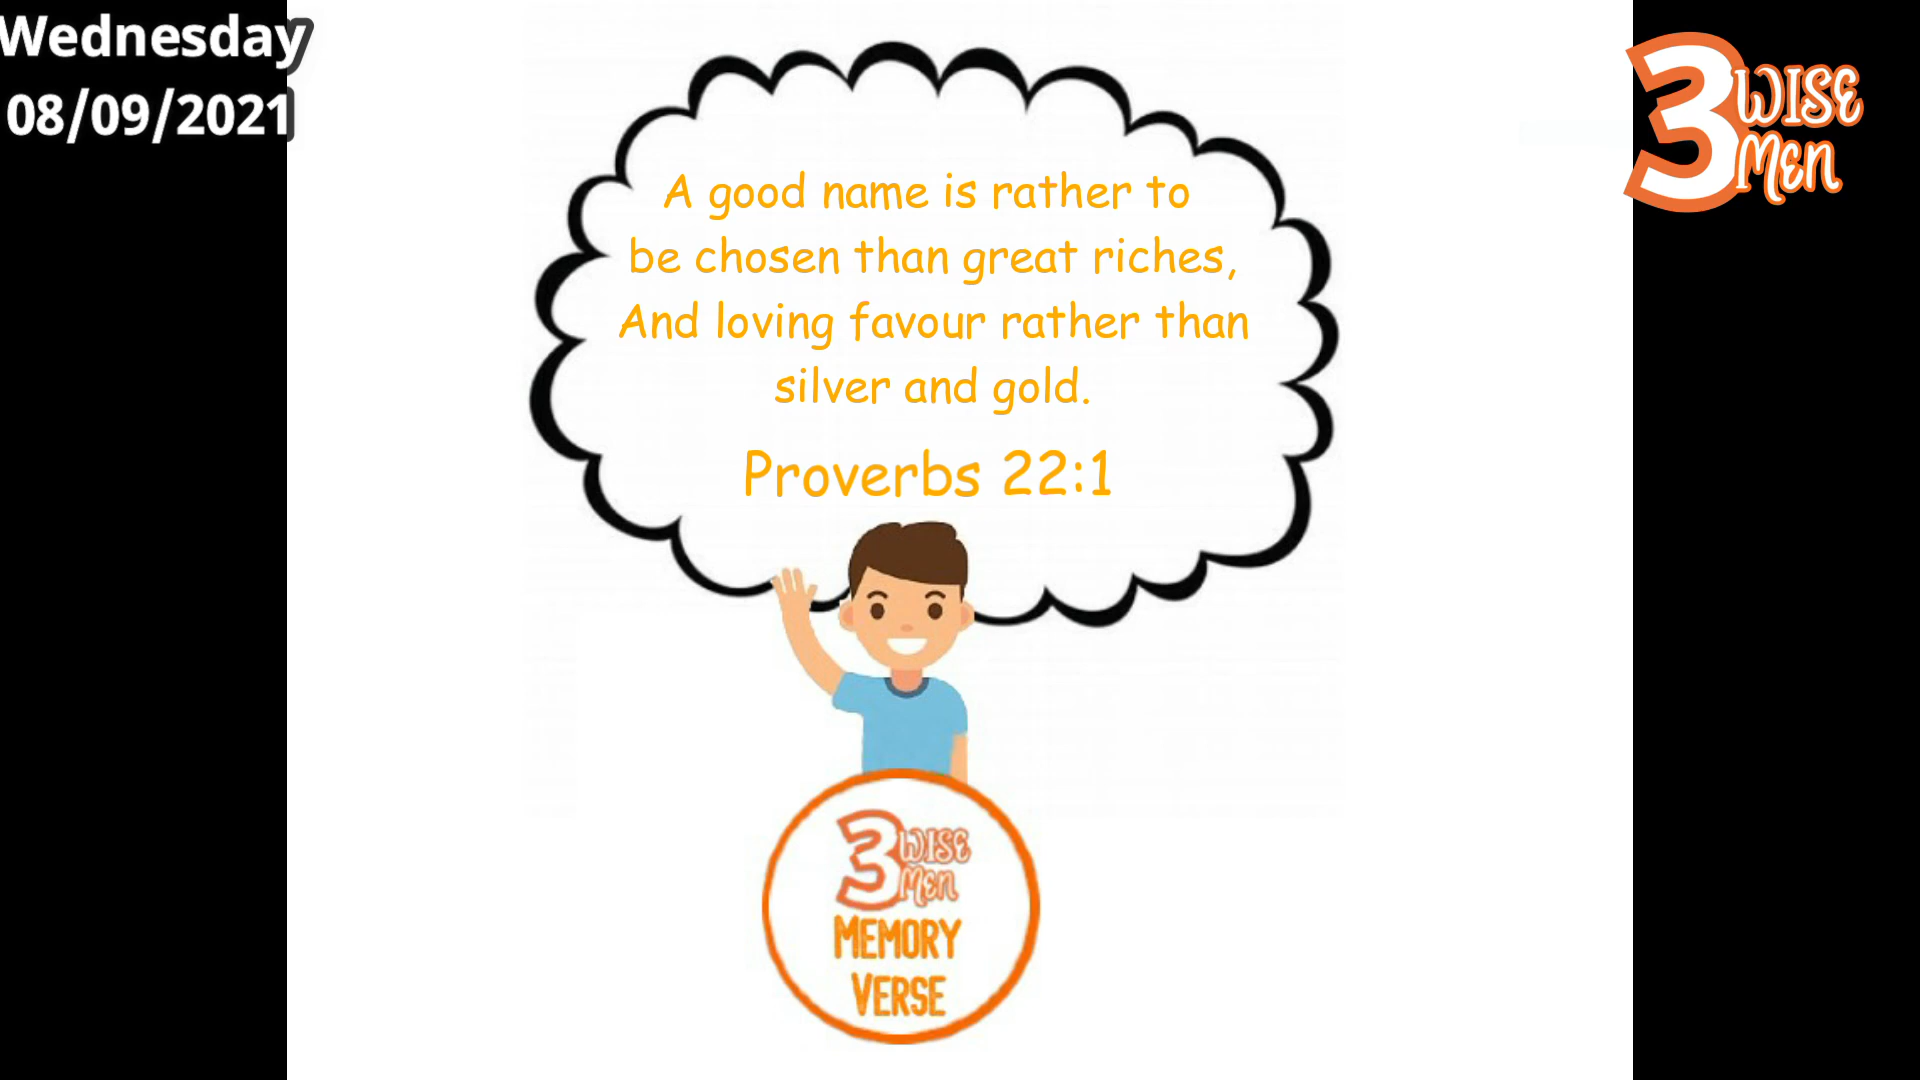 Wednesday
08/09/2021
3 WISE
MEN
A good name is rather to
be chosen than great riches,
And loving favour rather than
silver and gold.
Proverbs 22:1
3 WISE
MEN
MEMORY
VERSE